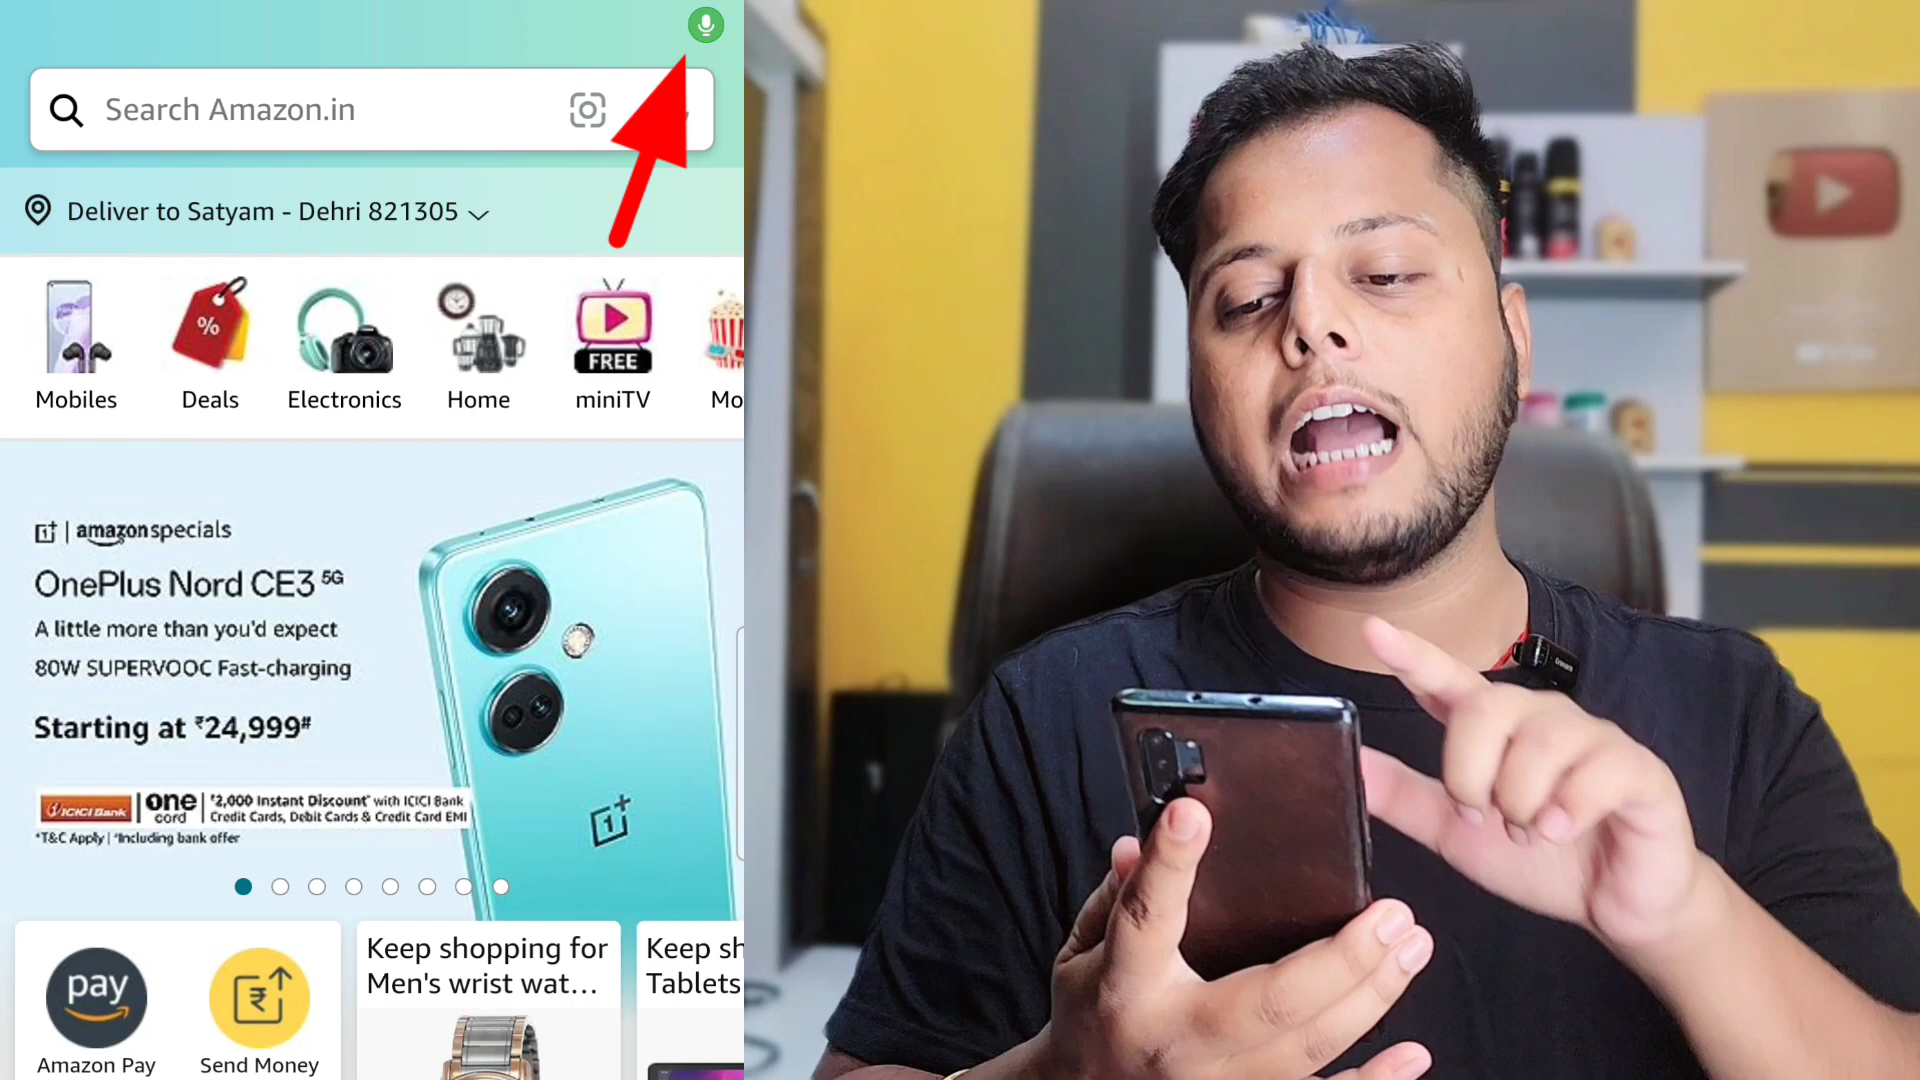 Search Amazon.in
Deliver to Satyam - Dehri 821305
%
FREE
Mobiles
Deals
Electronics
Home
miniTV
Mo
1+ | amazonspecials
OnePlus Nord CE3 5G
A little more than you'd expect
80W SUPERVOOC Fast-charging
Starting at ₹24,999#
ICICI Bank
one
card
₹2,000 Instant Discount* with ICICI Bank
Credit Cards, Debit Cards & Credit Card EMI
*T&C Apply | #Including bank offer
1+
pay
₹
Amazon Pay
Send Money
Keep shopping for
Men's wrist wat...
Keep sh
Tablets